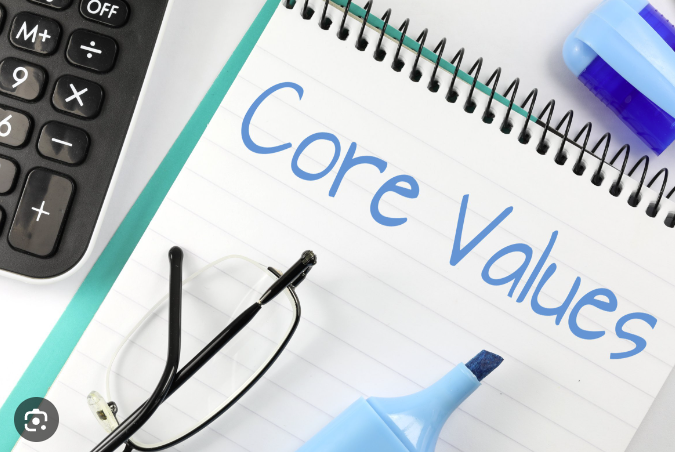 OFF
M+
÷
9
×
6
−
+
Core Values